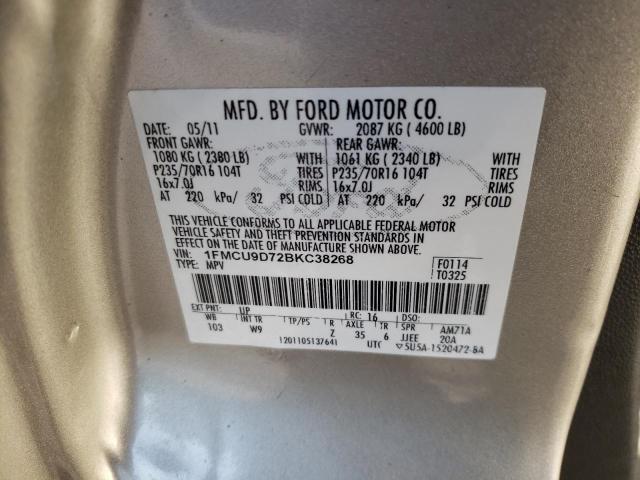 MFD. BY FORD MOTOR CO.
DATE: 05/11 GVWR: 2087 KG ( 4600 LB)
FRONT GAWR: REAR GAWR:
1080 KG ( 2380 LB) WITH 1061 KG ( 2340 LB) WITH
P235/70R16 104T TIRES P235/70R16 104T TIRES
16x7.0J RIMS 16x7.0J RIMS
AT 220 kPa/ 32 PSI COLD AT 220 kPa/ 32 PSI COLD
THIS VEHICLE CONFORMS TO ALL APPLICABLE FEDERAL MOTOR
VEHICLE SAFETY AND THEFT PREVENTION STANDARDS IN
EFFECT ON THE DATE OF MANUFACTURE SHOWN ABOVE.
VIN: 1FMCU9D72BKC38268 F0114
TYPE: MPV T0325
EXT PNT: UP RC: 16 DSO:
WB INT TR TP/PS R AXLE TR SPR AM71A
103 W9 Z 35 6 JJEE 20A
1201105137641 UTC ▽5U5A-1520472-BA